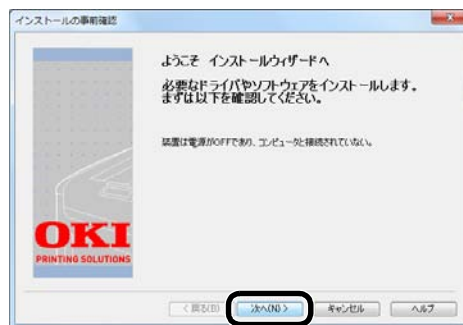 インストールの事前確認
ようこそ インストールウィザードへ
必要なドライバやソフトウェアをインストールします。
まずは以下を確認してください。
装置は電源がOFFであり、コンピュータと接続されていない。
OKI
PRINTING SOLUTIONS
< 戻る(B)
次へ(N) >
キャンセル
ヘルプ